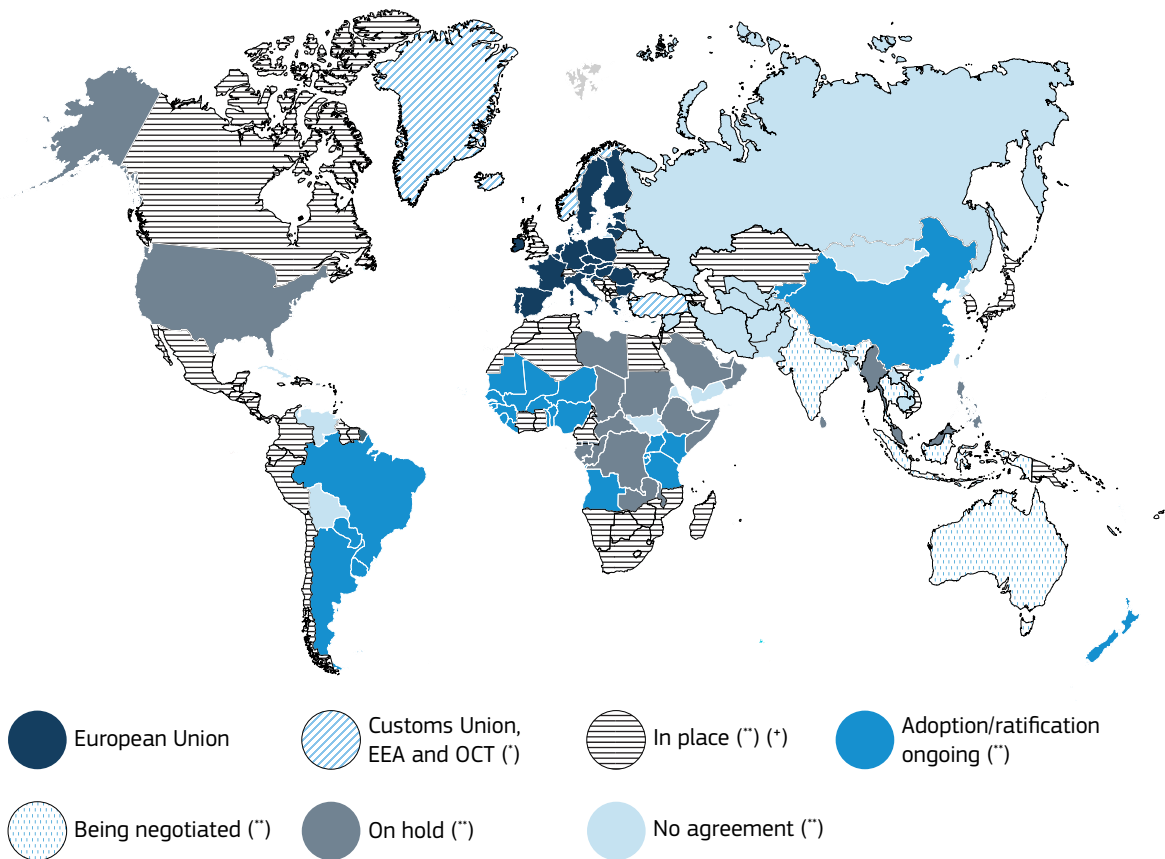 European Union
Customs Union,
EEA and OCT (*)
In place (**) (+)
Adoption/ratification
ongoing (**)
Being negotiated (**)
On hold (**)
No agreement (**)